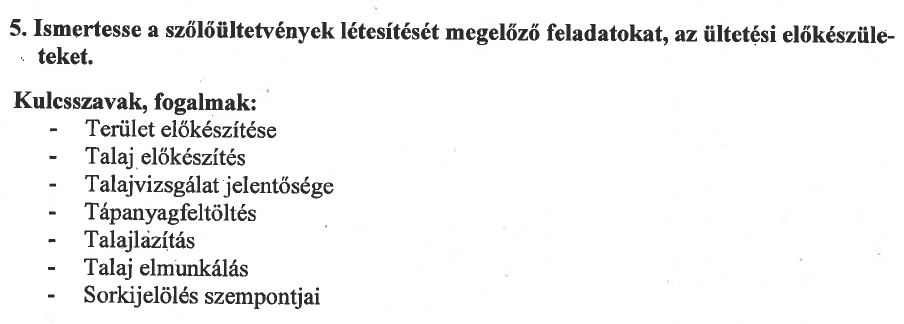 5. Ismertesse a szőlőültetvények létesítését megelőző feladatokat, az ültetési előkészüle-
teket.
Kulcsszavak, fogalmak:
- Terület előkészítése
- Talaj előkészítés
- Talajvizsgálat jelentősége
- Tápanyagfeltöltés
- Talajlazítás
- Talaj elmunkálás
- Sorkijelölés szempontjai